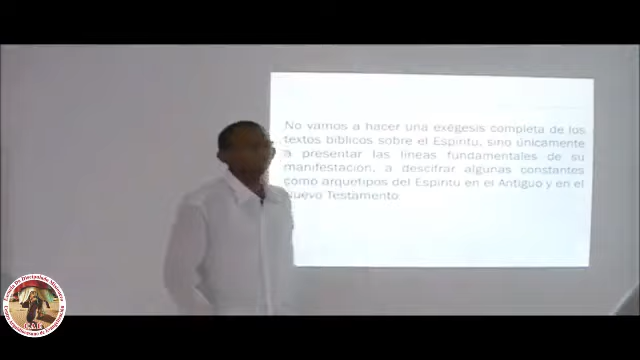 No vamos a hacer una exégesis completa de los
textos bíblicos sobre el Espíritu, sino únicamente
a presentar las líneas fundamentales de su
manifestación, a descifrar algunas constantes
como arquetipos del Espíritu en el Antiguo y en el
Nuevo Testamento